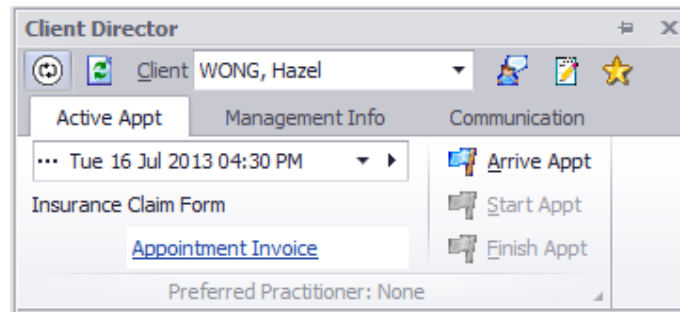 Client Director
Client WONG, Hazel
Active Appt Management Info Communication
··· Tue 16 Jul 2013 04:30 PM Arrive Appt
Insurance Claim Form Start Appt
Appointment Invoice Finish Appt
Preferred Practitioner: None